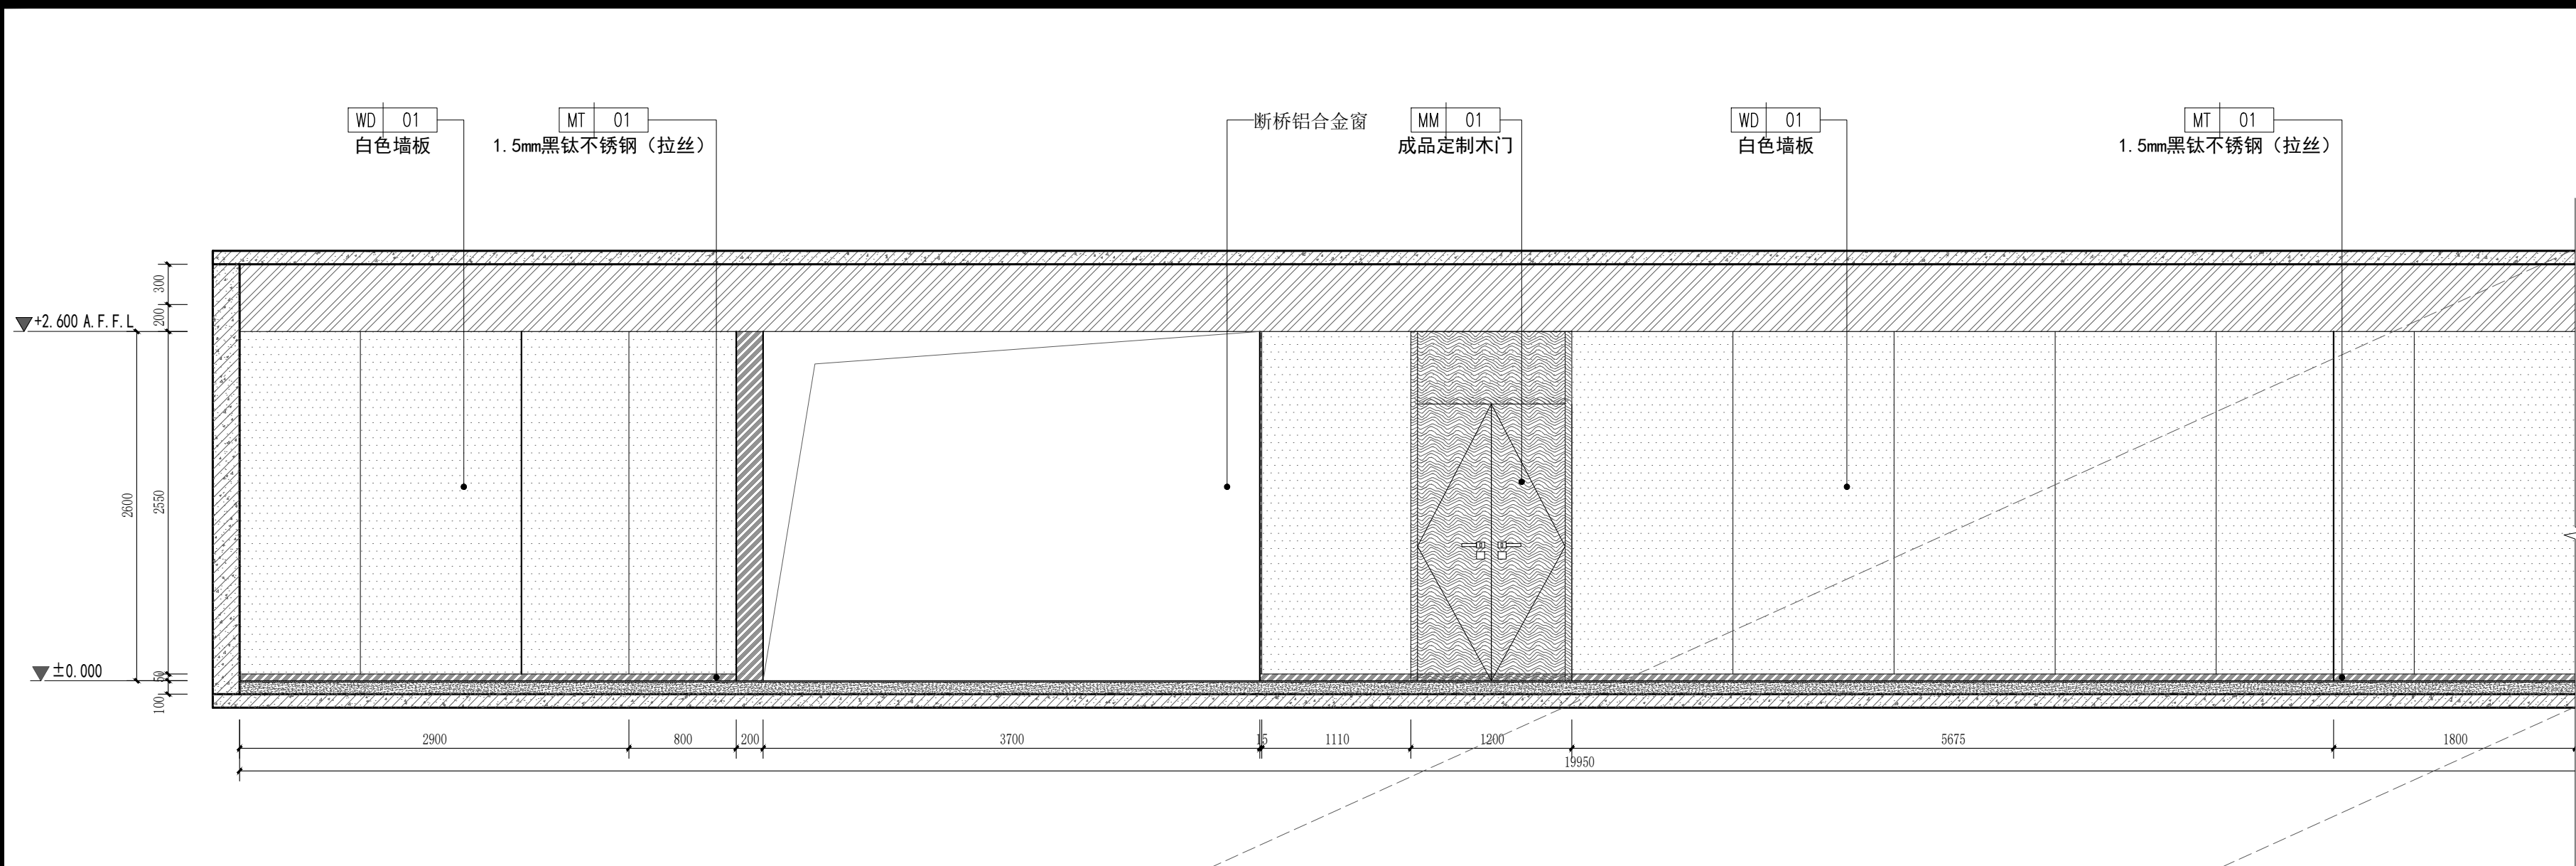 WD 01
白色墙板
MT 01
1.5mm黑钛不锈钢（拉丝）
断桥铝合金窗
MM 01
成品定制木门
WD 01
白色墙板
MT 01
1.5mm黑钛不锈钢（拉丝）
300
200
+2.600 A.F.F.L
2600
2550
±0.000
50
100
2900
800
200
3700
15
1110
1200
5675
1800
19950